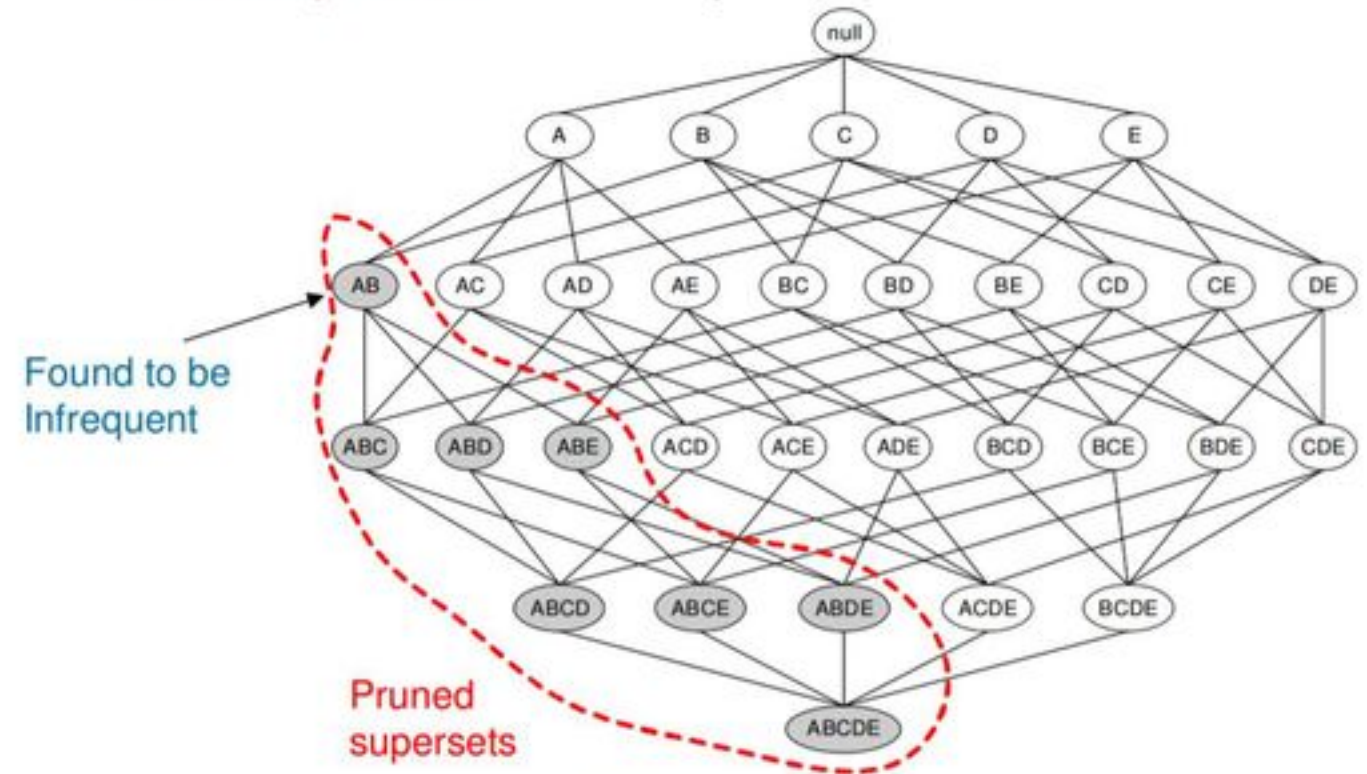 null
A B C D E
AB AC AD AE BC BD BE CD CE DE
Found to be
Infrequent
ABC ABD ABE ACD ACE ADE BCD BCE BDE CDE
ABCD ABCE ABDE ACDE BCDE
Pruned
supersets
ABCDE